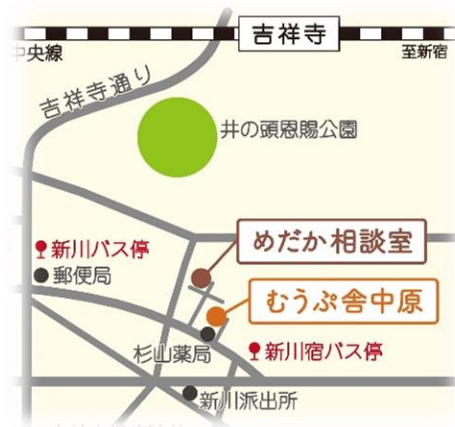 吉祥寺
中央線
至新宿
吉祥寺通り
井の頭恩賜公園
めだか相談室
新川バス停
郵便局
むうぷ舎中原
杉山薬局
新川宿バス停
新川派出所